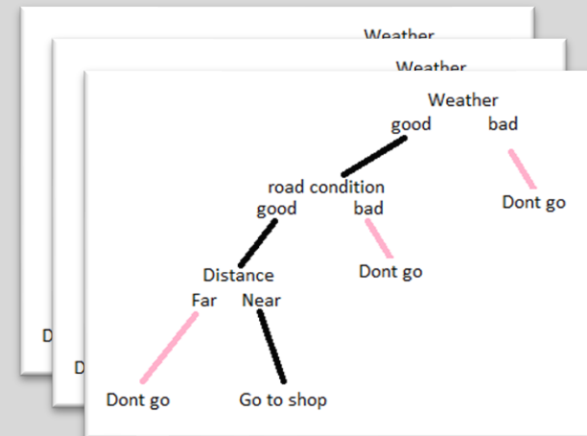 Weather
Weather
Weather
good bad
road condition
good bad
Dont go
Distance
Dont go
Far Near
D
D
Dont go Go to shop